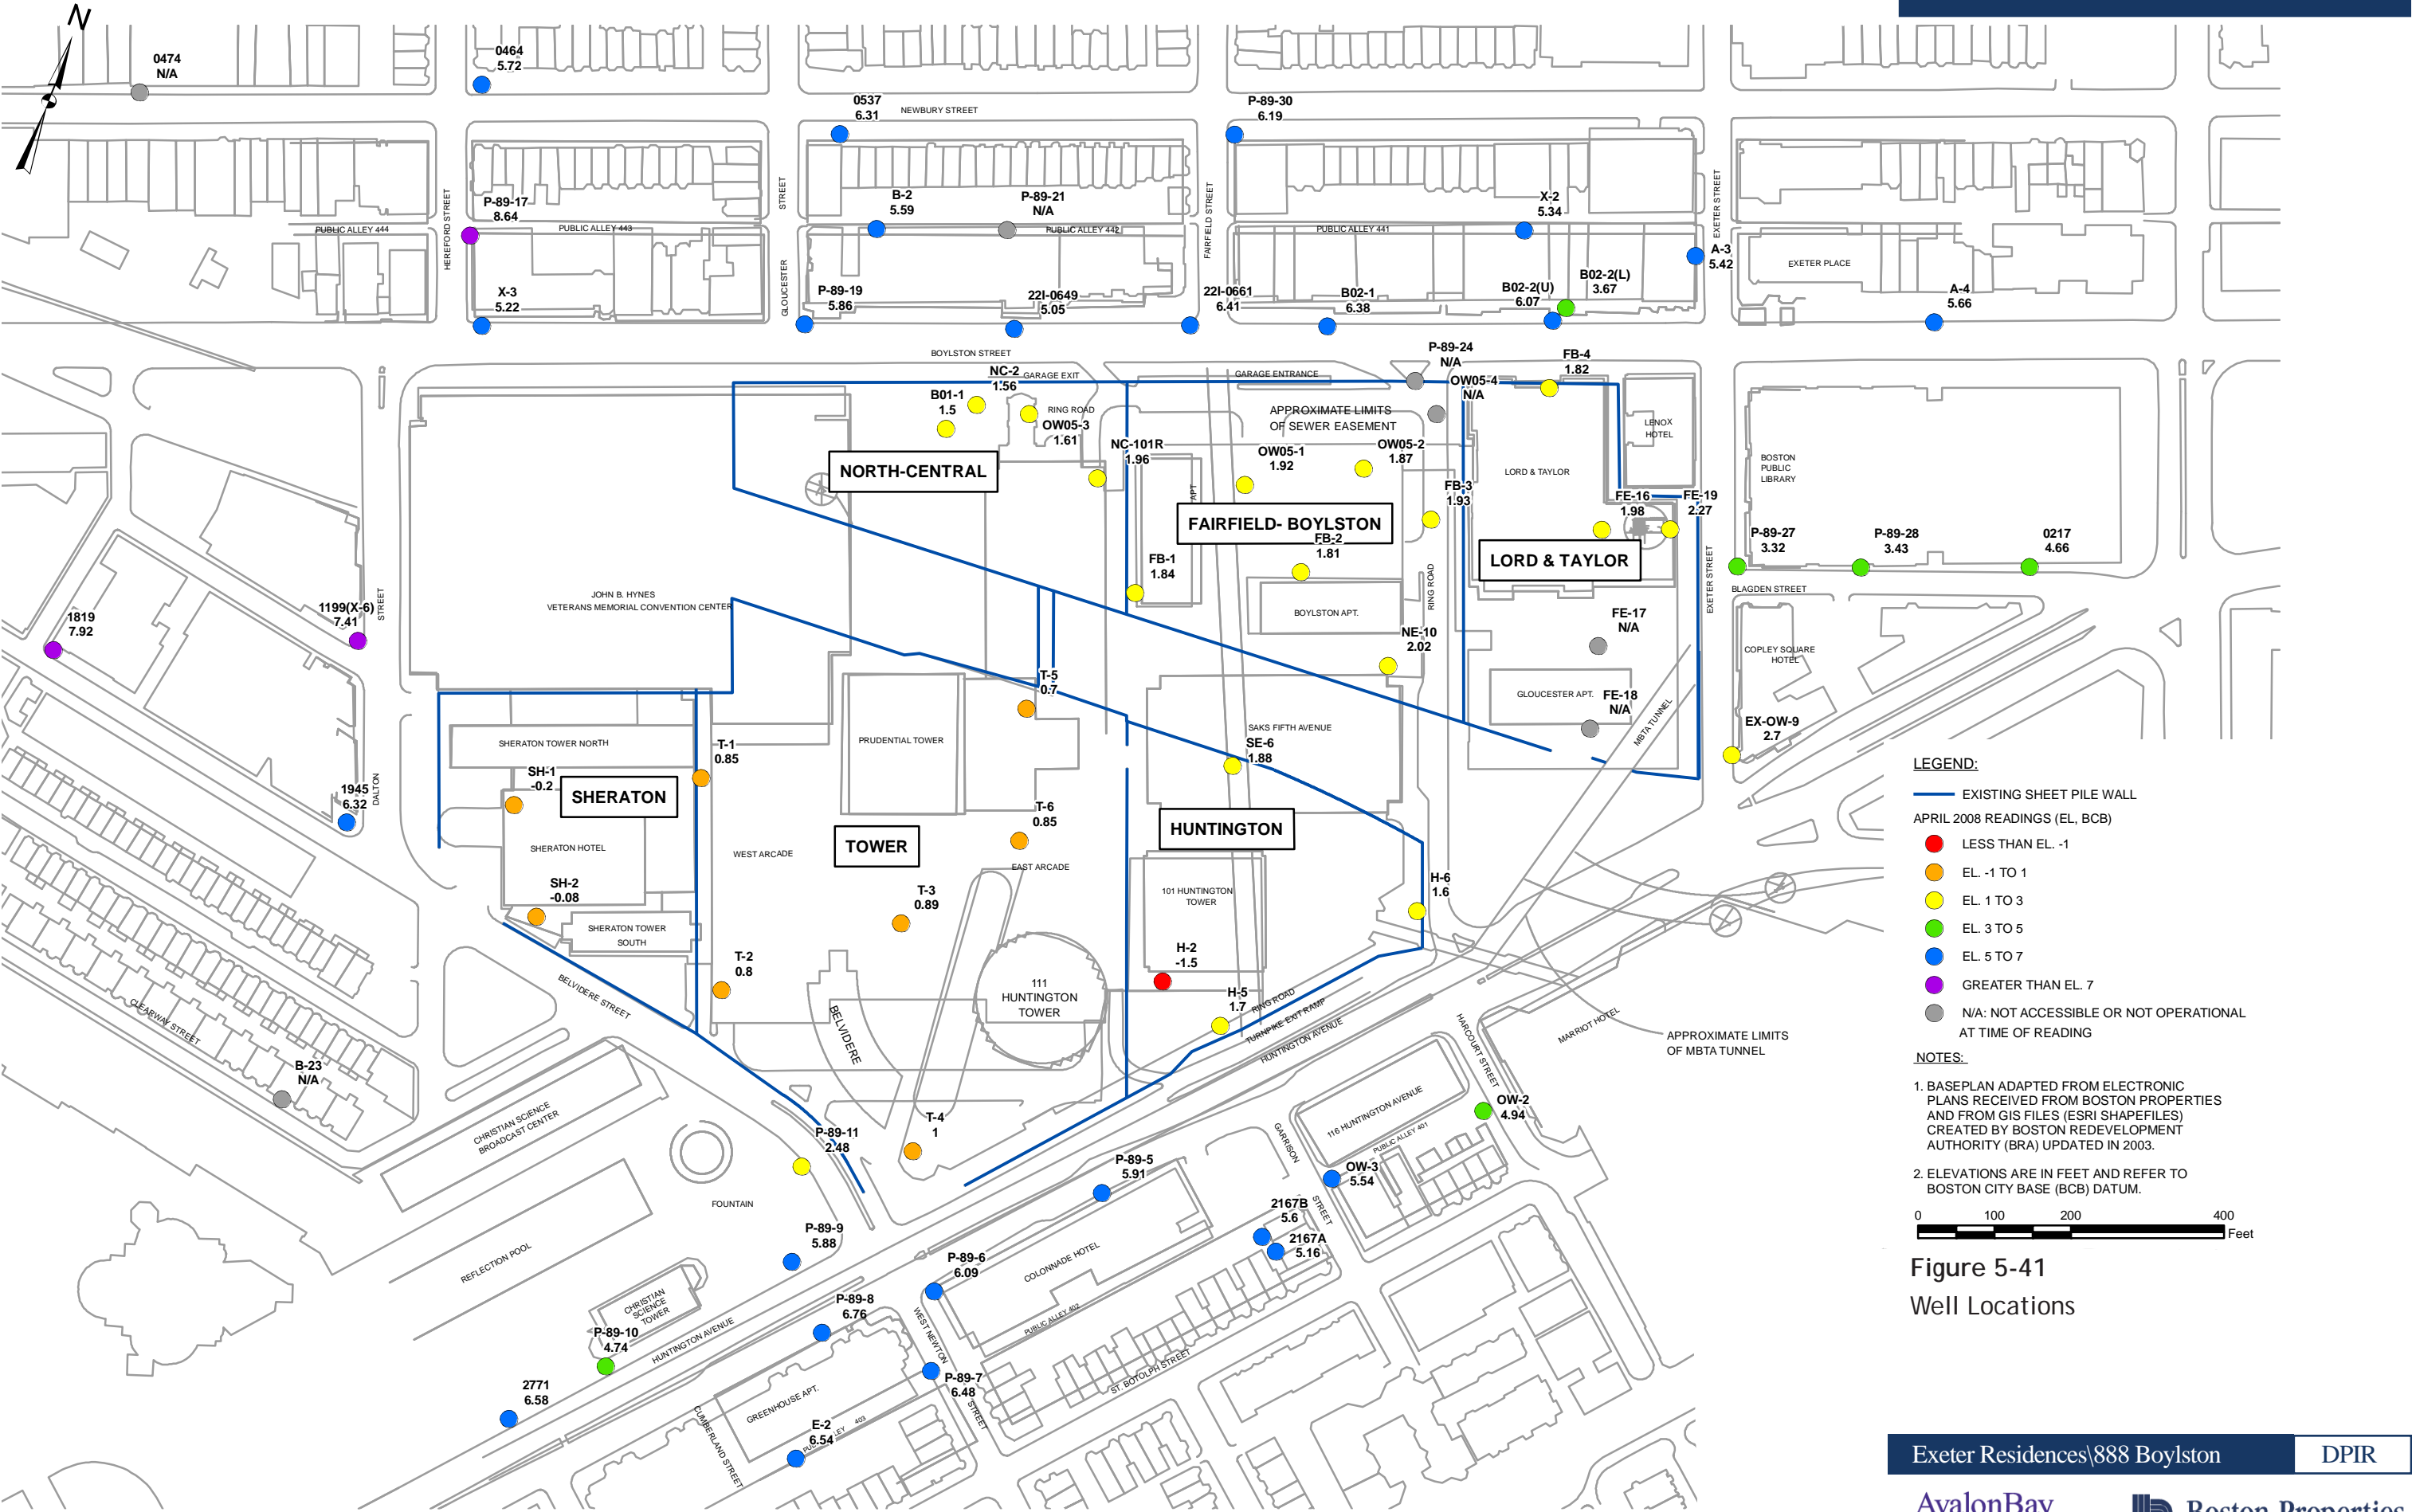 N
0474
N/A
0464
5.72
0537
6.31
NEWBURY STREET
P-89-30
6.19
P-89-17
8.64
HEREFORD STREET
PUBLIC ALLEY 444
PUBLIC ALLEY 443
GLOUCESTER
STREET
B-2
5.59
P-89-21
N/A
PUBLIC ALLEY 442
FAIRFIELD STREET
X-2
5.34
PUBLIC ALLEY 441
EXETER STREET
A-3
5.42
EXETER PLACE
X-3
5.22
P-89-19
5.86
22I-0649
5.05
22I-0661
6.41
B02-1
6.38
B02-2(U)
6.07
B02-2(L)
3.67
A-4
5.66
BOYLSTON STREET
NC-2
1.56
GARAGE EXIT
GARAGE ENTRANCE
P-89-24
N/A
FB-4
1.82
OW05-4
N/A
B01-1
1.5
RING ROAD
OW05-3
1.61
APPROXIMATE LIMITS
OF SEWER EASEMENT
LENOX
HOTEL
NC-101R
1.96
OW05-1
1.92
OW05-2
1.87
NORTH-CENTRAL
LORD & TAYLOR
BOSTON
PUBLIC
LIBRARY
APT
FB-3
1.93
FE-16
1.98
FE-19
2.27
FAIRFIELD- BOYLSTON
FB-2
1.81
LORD & TAYLOR
P-89-27
3.32
P-89-28
3.43
0217
4.66
FB-1
1.84
RING ROAD
EXETER STREET
BLAGDEN STREET
JOHN B. HYNES
VETERANS MEMORIAL CONVENTION CENTER
BOYLSTON APT.
1199(X-6)
7.41
STREET
1819
7.92
FE-17
N/A
NE-10
2.02
COPLEY SQUARE
HOTEL
T-5
0.7
GLOUCESTER APT.
FE-18
N/A
MBTA TUNNEL
EX-OW-9
2.7
SHERATON TOWER NORTH
T-1
0.85
PRUDENTIAL TOWER
SAKS FIFTH AVENUE
SE-6
1.88
SH-1
-0.2
SHERATON
1945
6.32
DALTON
T-6
0.85
HUNTINGTON
SHERATON HOTEL
WEST ARCADE
TOWER
EAST ARCADE
SH-2
-0.08
T-3
0.89
101 HUNTINGTON
TOWER
H-6
1.6
SHERATON TOWER
SOUTH
T-2
0.8
H-2
-1.5
111
HUNTINGTON
TOWER
H-5
1.7
RING ROAD
TURNPIKE EXIT RAMP
HUNTINGTON AVENUE
BELVIDERE STREET
BELVIDERE
CLEARWAY STREET
HARCOURT STREET
MARRIOT HOTEL
APPROXIMATE LIMITS
OF MBTA TUNNEL
B-23
N/A
CHRISTIAN SCIENCE
BROADCAST CENTER
T-4
1
P-89-11
2.48
116 HUNTINGTON AVENUE
PUBLIC ALLEY 401
OW-2
4.94
GARRISON
STREET
P-89-5
5.91
OW-3
5.54
FOUNTAIN
2167B
5.6
2167A
5.16
P-89-9
5.88
REFLECTION POOL
P-89-6
6.09
COLONNADE HOTEL
PUBLIC ALLEY 402
CHRISTIAN
SCIENCE
TOWER
P-89-8
6.76
WEST NEWTON
STREET
P-89-10
4.74
HUNTINGTON AVENUE
P-89-7
6.48
ST. BOTOLPH STREET
2771
6.58
GREENHOUSE APT.
CUMBERLAND STREET
E-2
6.54
403
LEGEND:
EXISTING SHEET PILE WALL
APRIL 2008 READINGS (EL, BCB)
LESS THAN EL. -1
EL. -1 TO 1
EL. 1 TO 3
EL. 3 TO 5
EL. 5 TO 7
GREATER THAN EL. 7
N/A: NOT ACCESSIBLE OR NOT OPERATIONAL
AT TIME OF READING
NOTES:
1. BASEPLAN ADAPTED FROM ELECTRONIC
PLANS RECEIVED FROM BOSTON PROPERTIES
AND FROM GIS FILES (ESRI SHAPEFILES)
CREATED BY BOSTON REDEVELOPMENT
AUTHORITY (BRA) UPDATED IN 2003.
2. ELEVATIONS ARE IN FEET AND REFER TO
BOSTON CITY BASE (BCB) DATUM.
0 100 200 400
Feet
Figure 5-41
Well Locations
Exeter Residences\888 Boylston
DPIR
AvalonBay
Boston Properties